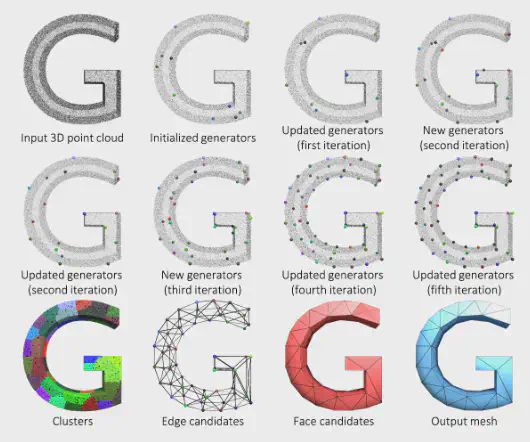 Input 3D point cloud
Initialized generators
Updated generators
(first iteration)
New generators
(second iteration)
Updated generators
(second iteration)
New generators
(third iteration)
Updated generators
(fourth iteration)
Updated generators
(fifth iteration)
Clusters
Edge candidates
Face candidates
Output mesh